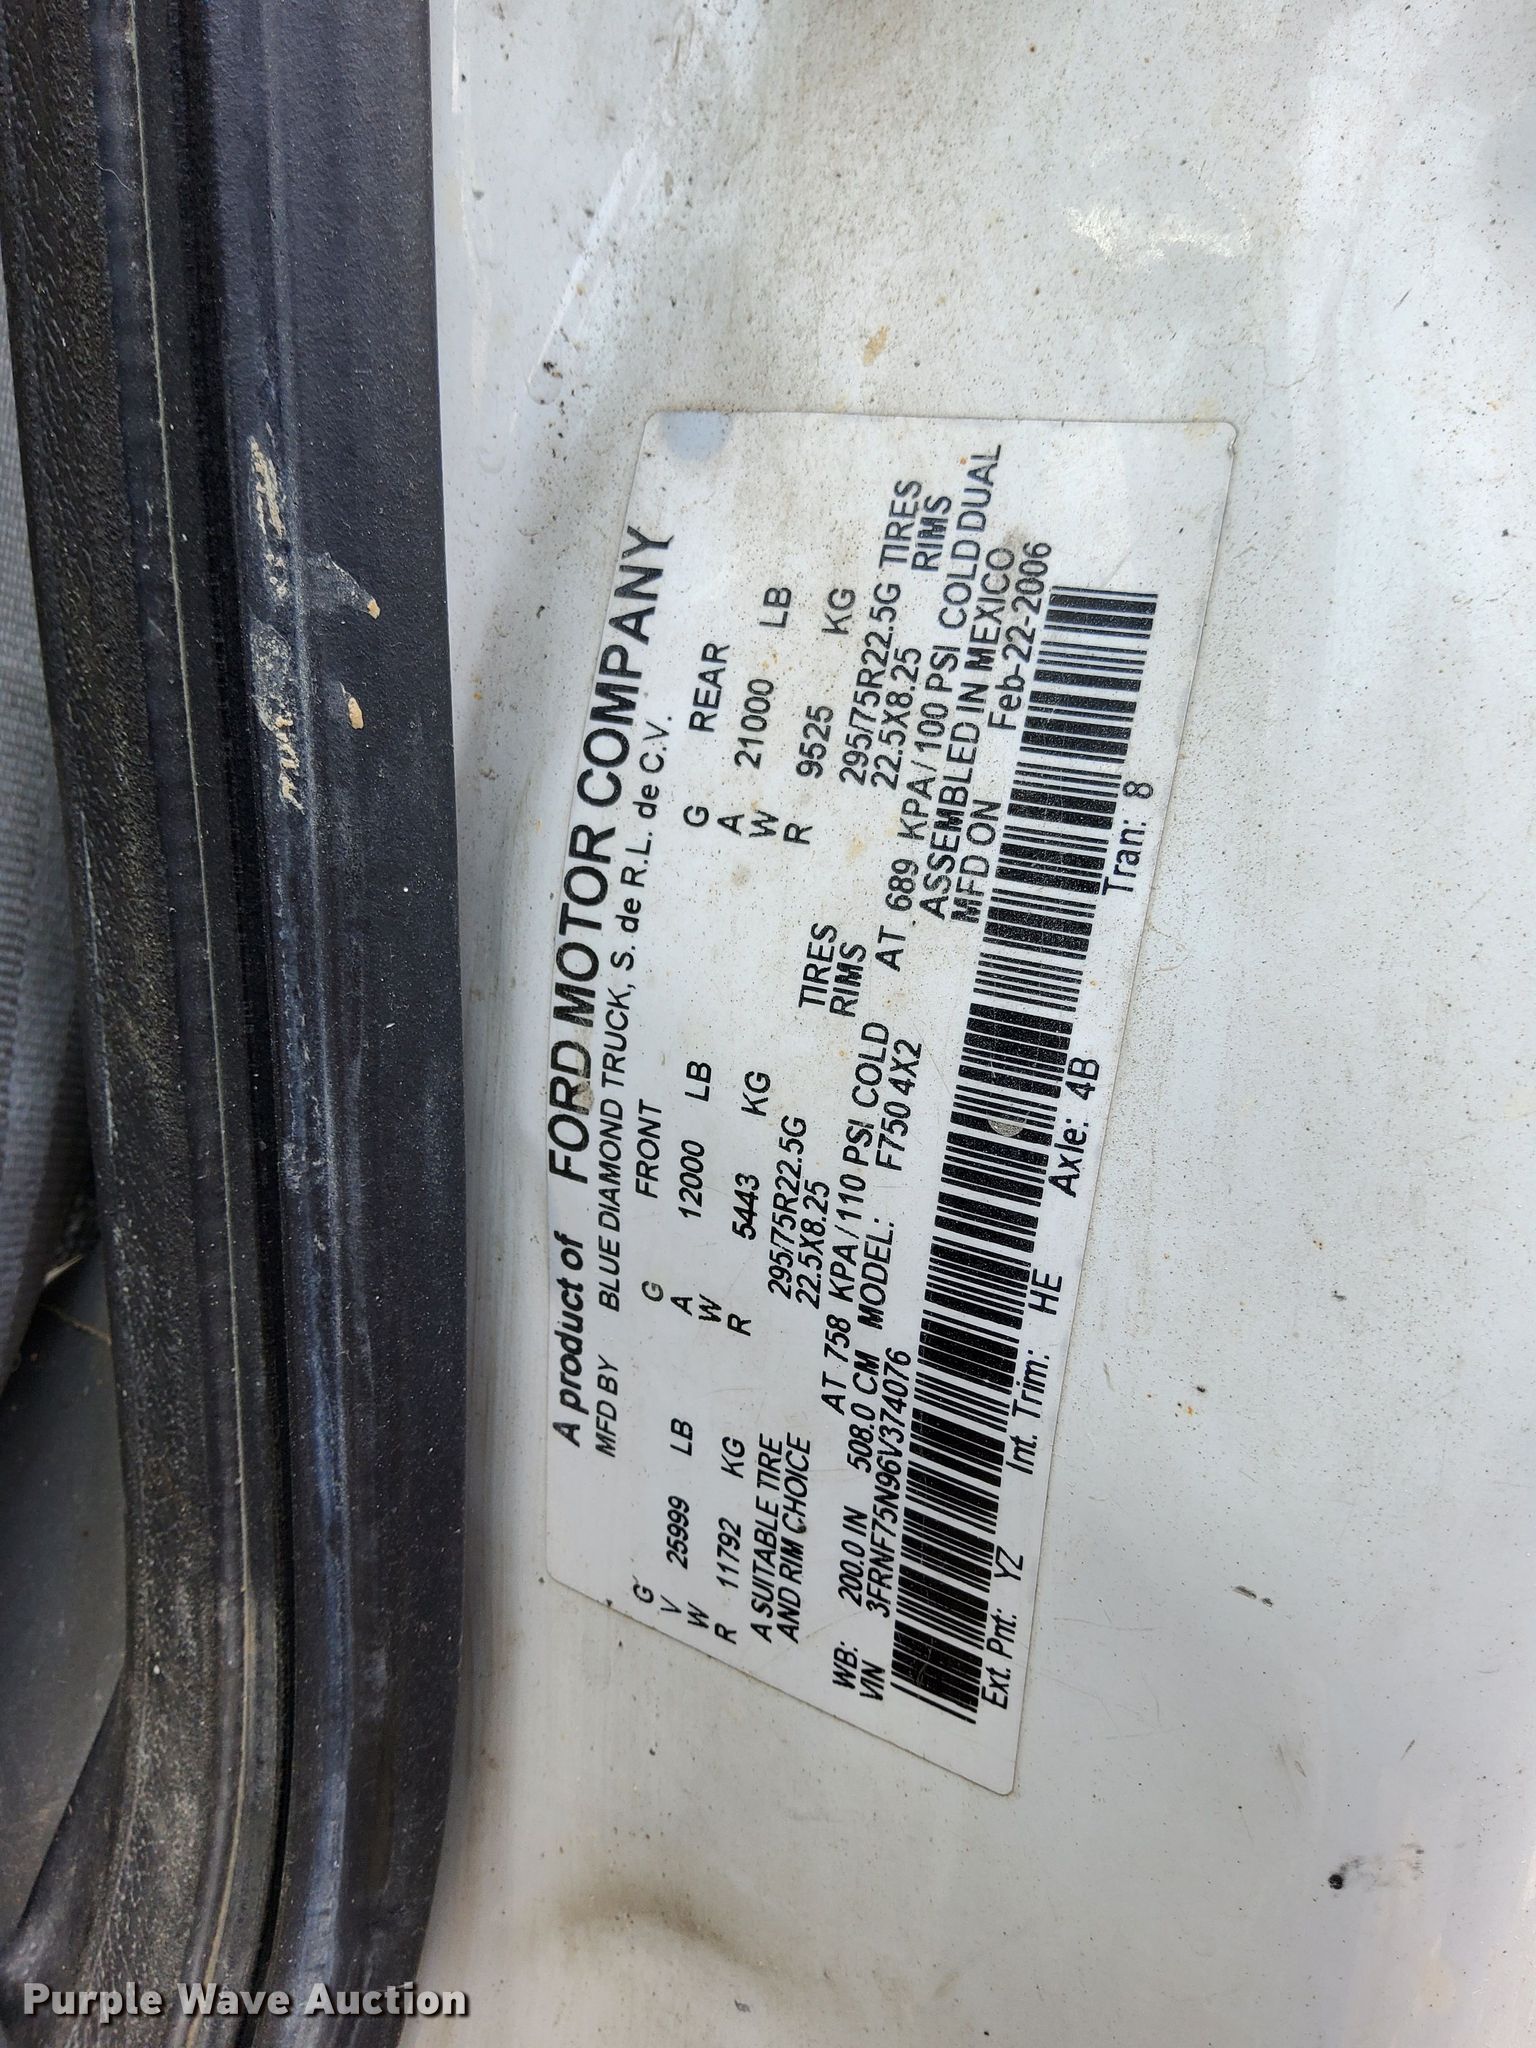 A product of FORD MOTOR COMPANY
MFD BY BLUE DIAMOND TRUCK, S. de R.L. de C.V.
GVWR 25999 LB
11792 KG
GAWR FRONT 12000 LB
5443 KG
GAWR REAR 21000 LB
9525 KG
A SUITABLE TIRE 295/75R22.5G TIRES 295/75R22.5G TIRES
AND RIM CHOICE 22.5X8.25 RIMS 22.5X8.25 RIMS
AT 758 KPA/110 PSI COLD AT 689 KPA/100 PSI COLD DUAL
WB: 200.0 IN 508.0 CM MODEL: F750 4X2 ASSEMBLED IN MEXICO
VIN 3FRNF75N96V374076 MFD ON Feb-22-2006
Ext. Pnt: YZ Int. Trim: HE Axle: 4B Tran: 8
Purple Wave Auction